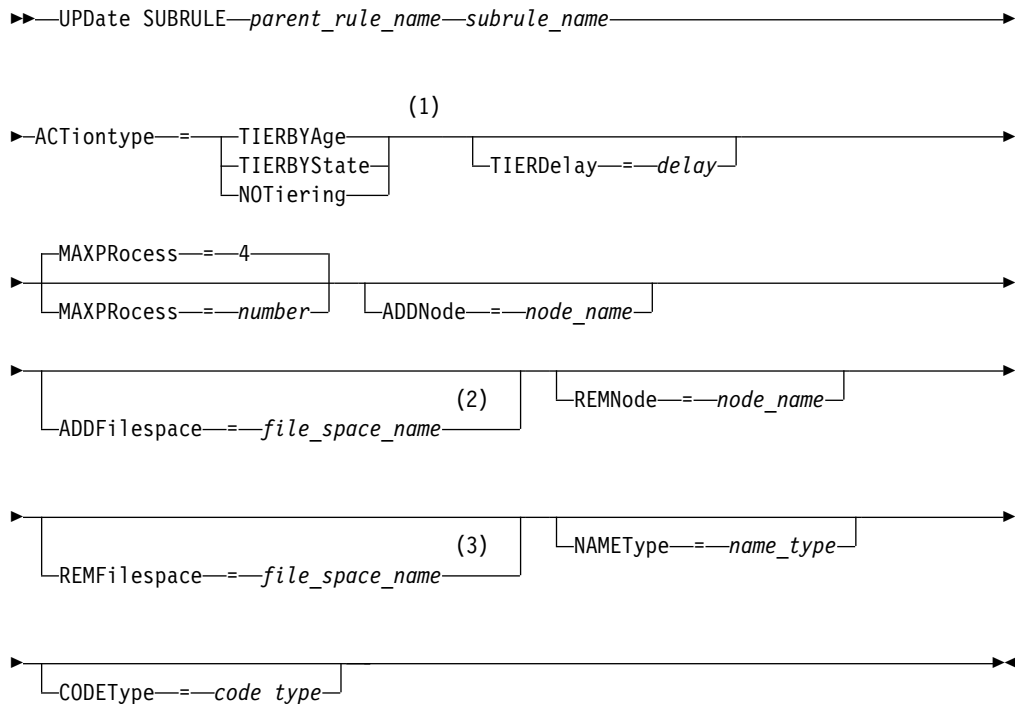 UPDate SUBRULE parent_rule_name subrule_name
(1)
ACTiontype = TIERBYAge
TIERBYState TIERDelay = delay
NOTiering
MAXPRocess = 4
MAXPRocess = number ADDNode = node_name
(2) REMNode = node_name
ADDFilespace = file_space_name
(3) NAMEType = name_type
REMFilespace = file_space_name
CODEType = code type